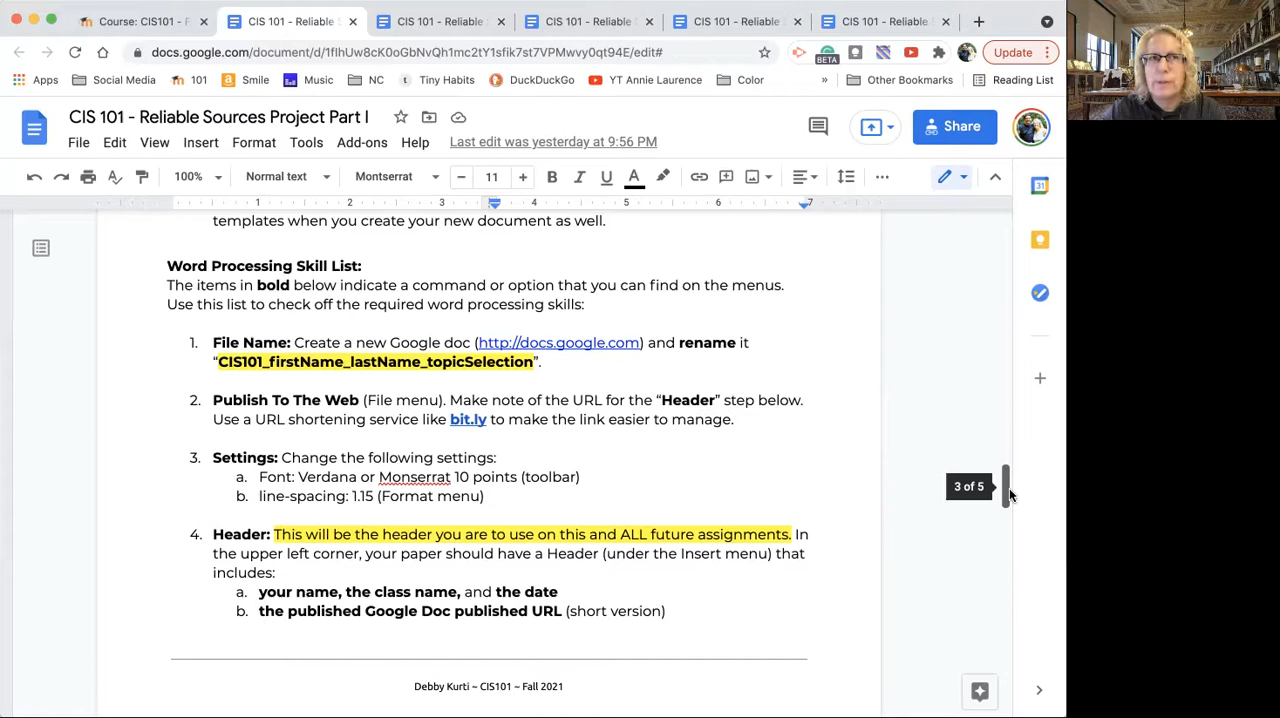 Course: CIS101 - F
CIS 101 - Reliable S
CIS 101 - Reliable
CIS 101 - Reliable S
CIS 101 - Reliable
CIS 101 - Reliable S
docs.google.com/document/d/1flhUw8cK0oGbNvQh1mc2tY1sfik7st7VPMwvy0qt94E/edit#
BETA
Update
Apps
Social Media
101
Smile
Music
NC
Tiny Habits
DuckDuckGo
YT Annie Laurence
Color
»
Other Bookmarks
Reading List
CIS 101 - Reliable Sources Project Part I
File Edit View Insert Format Tools Add-ons Help Last edit was yesterday at 9:56 PM
Share
100% Normal text Montserrat 11 B I U A
1 2 3 4 5 6 7
31
templates when you create your new document as well.
Word Processing Skill List:
The items in bold below indicate a command or option that you can find on the menus.
Use this list to check off the required word processing skills:
1. File Name: Create a new Google doc (http://docs.google.com) and rename it
“CIS101_firstName_lastName_topicSelection”.
2. Publish To The Web (File menu). Make note of the URL for the “Header” step below.
Use a URL shortening service like bit.ly to make the link easier to manage.
3. Settings: Change the following settings:
a. Font: Verdana or Monserrat 10 points (toolbar)
b. line-spacing: 1.15 (Format menu)
3 of 5
4. Header: This will be the header you are to use on this and ALL future assignments. In
the upper left corner, your paper should have a Header (under the Insert menu) that
includes:
a. your name, the class name, and the date
b. the published Google Doc published URL (short version)
Debby Kurti ~ CIS101 ~ Fall 2021